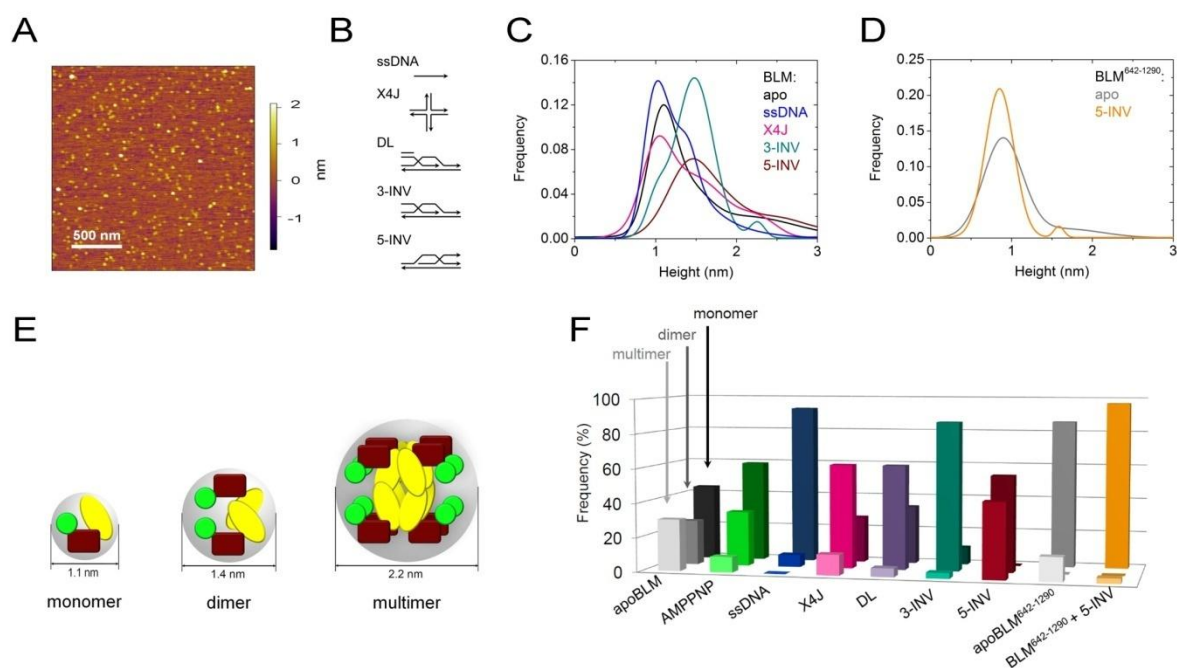 A
2
1
0
−1
nm
500 nm
B
ssDNA
X4J
DL
3-INV
5-INV
C
0.16
0.12
0.08
0.04
0.00
Frequency
0 1 2 3
Height (nm)
BLM:
apo
ssDNA
X4J
3-INV
5-INV
D
0.25
0.20
0.15
0.10
0.05
0.00
Frequency
0 1 2 3
Height (nm)
BLM642-1290:
apo
5-INV
E
1.1 nm
monomer
1.4 nm
dimer
2.2 nm
multimer
F
monomer
dimer
multimer
100
80
60
40
20
0
Frequency (%)
apoBLM
AMPPNP
ssDNA
X4J
DL
3-INV
5-INV
apoBLM642-1290
BLM642-1290 + 5-INV